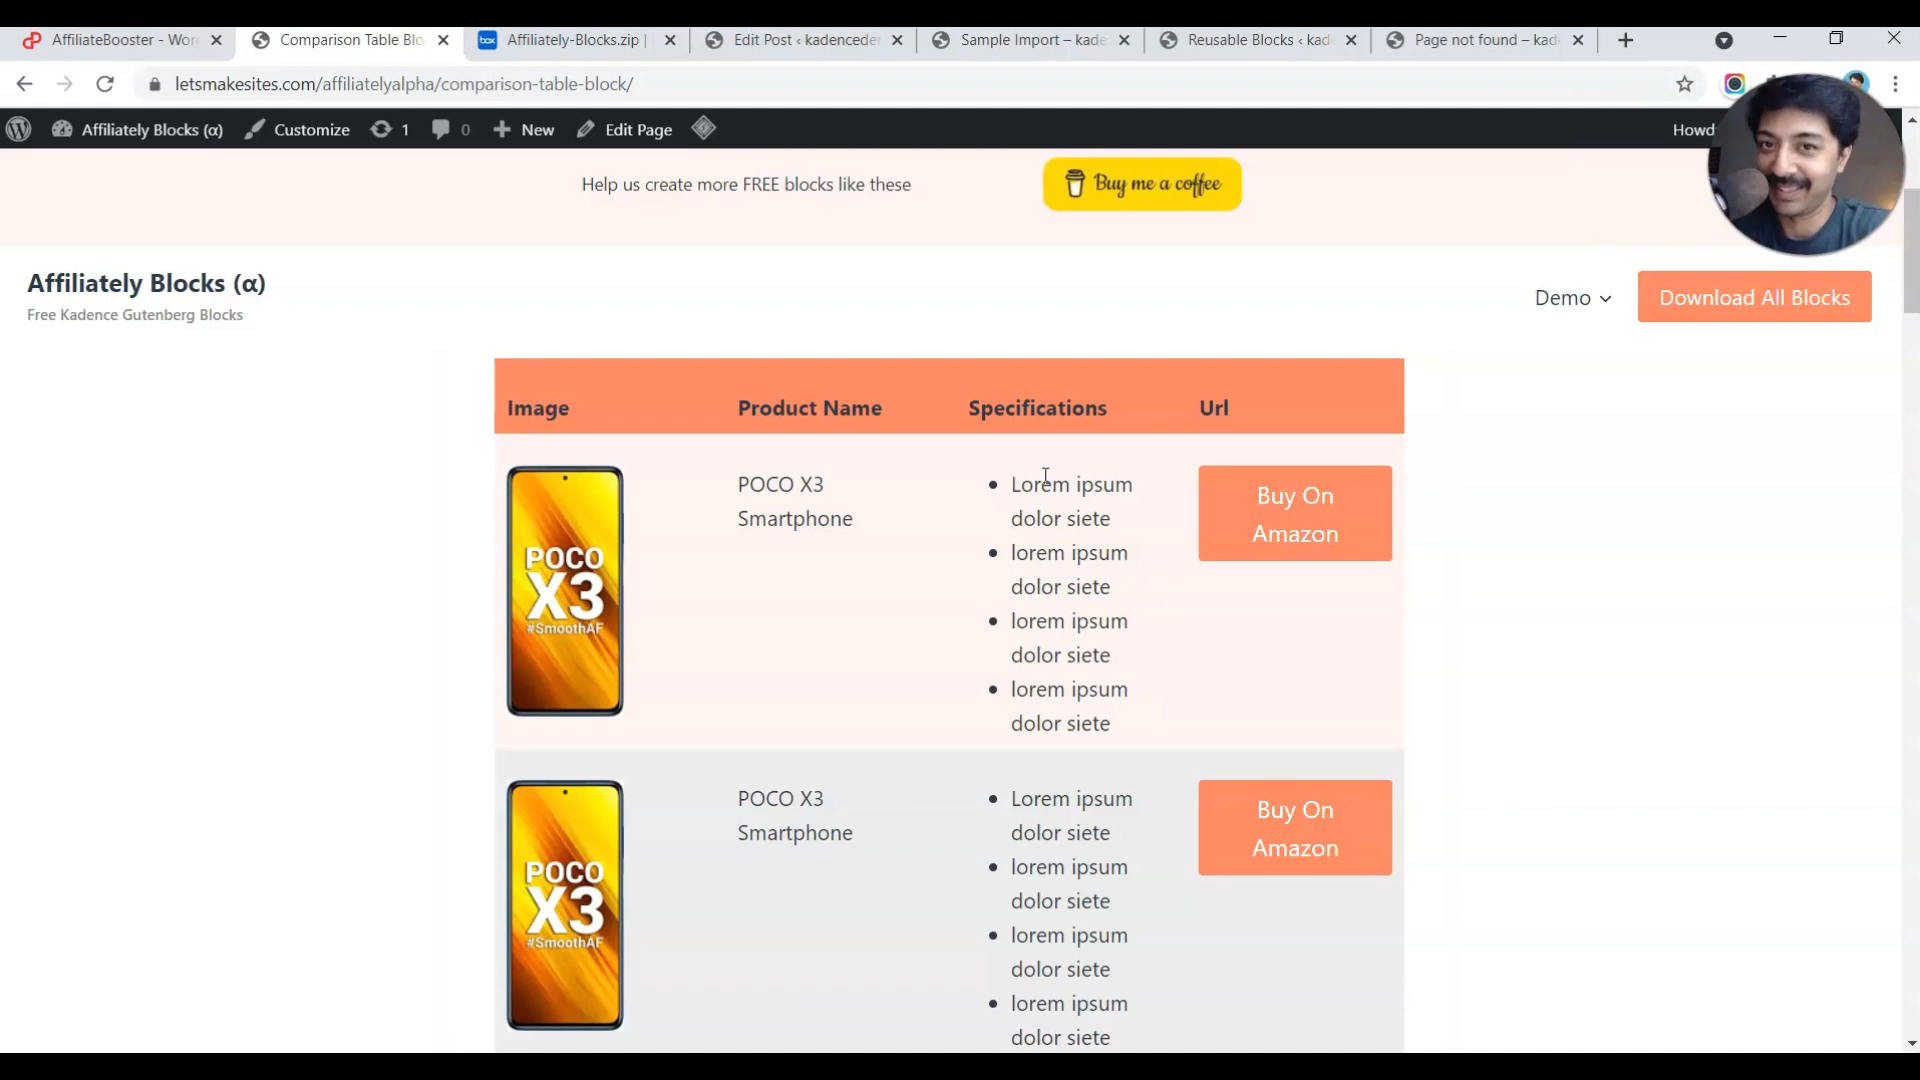 AffiliateBooster - Wor
Comparison Table Blo
Affiliately-Blocks.zip |
Edit Post ‹ kadenceder
Sample Import – kade
Reusable Blocks ‹ kad
Page not found – kad
letsmakesites.com/affiliatelyalpha/comparison-table-block/
Affiliately Blocks (α)
Customize
1
0
New
Edit Page
Howd
Help us create more FREE blocks like these
Buy me a coffee
Affiliately Blocks (α)
Free Kadence Gutenberg Blocks
Demo
Download All Blocks
Image
Product Name
Specifications
Url
POCO
X3
#SmoothAF
POCO X3
Smartphone
Lorem ipsum
dolor siete
lorem ipsum
dolor siete
lorem ipsum
dolor siete
lorem ipsum
dolor siete
Buy On
Amazon
POCO
X3
#SmoothAF
POCO X3
Smartphone
Lorem ipsum
dolor siete
lorem ipsum
dolor siete
lorem ipsum
dolor siete
lorem ipsum
dolor siete
Buy On
Amazon